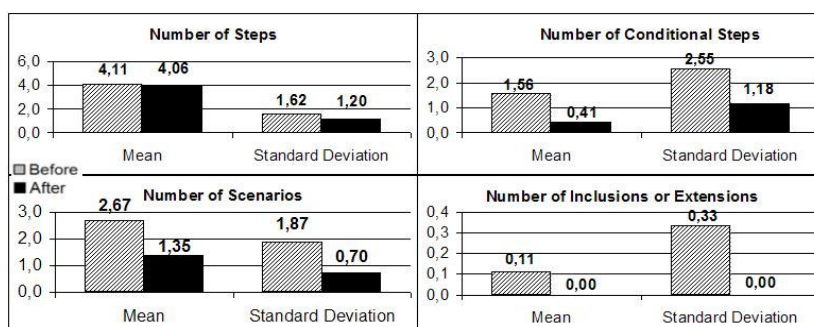 Number of Steps
6,0
4,0
2,0
0,0
4,11
4,06
1,62
1,20
Mean
Standard Deviation
Number of Conditional Steps
3,0
2,0
1,0
0,0
1,56
0,41
2,55
1,18
Mean
Standard Deviation
Before
After
Number of Scenarios
3,0
2,0
1,0
0,0
2,67
1,35
1,87
0,70
Mean
Standard Deviation
Number of Inclusions or Extensions
0,4
0,3
0,2
0,1
0,0
0,11
0,00
0,33
0,00
Mean
Standard Deviation